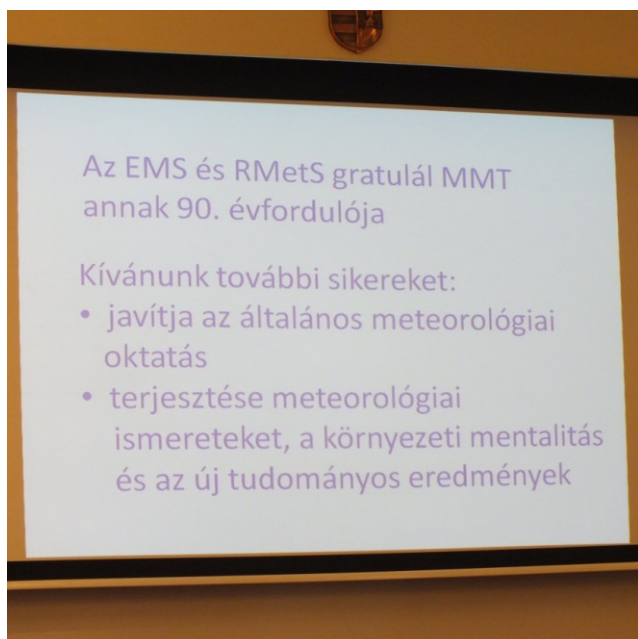 Az EMS és RMetS gratulál MMT
annak 90. évfordulója
Kívánunk további sikereket:
• javítja az általános meteorológiai
oktatás
• terjesztése meteorológiai
ismereteket, a környezeti mentalitás
és az új tudományos eredmények